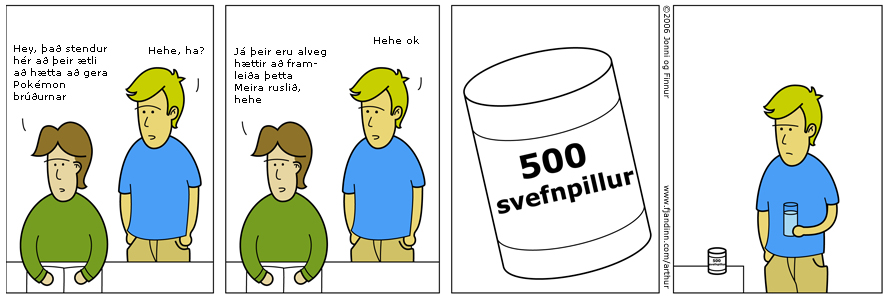 Hey, það stendur
hér að þeir ætli
að hætta að gera
Pokémon
brúðurnar
Hehe, ha?
Já þeir eru alveg
hættir að fram-
leiða þetta
Meira ruslið,
hehe
Hehe ok
500
svefnpillur
©2006 Jonni og Finnur
www.fjandinn.com/arthur
500